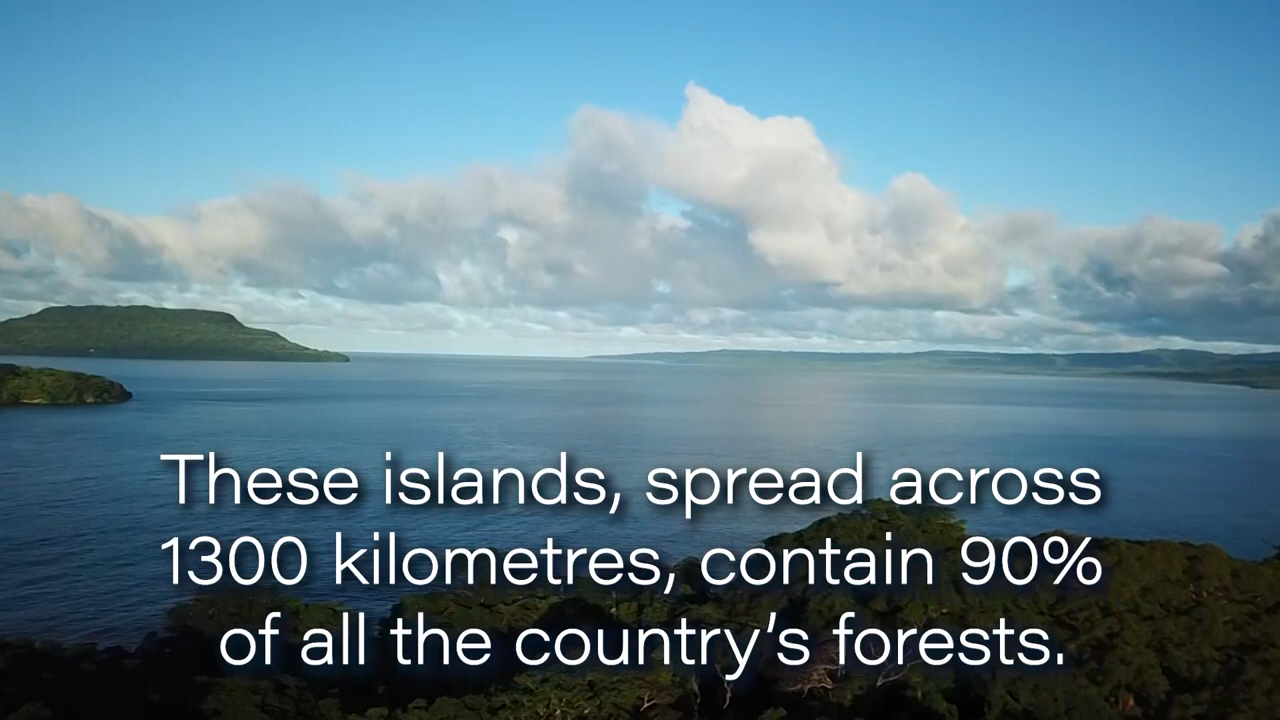 These islands, spread across
1300 kilometres, contain 90%
of all the country’s forests.